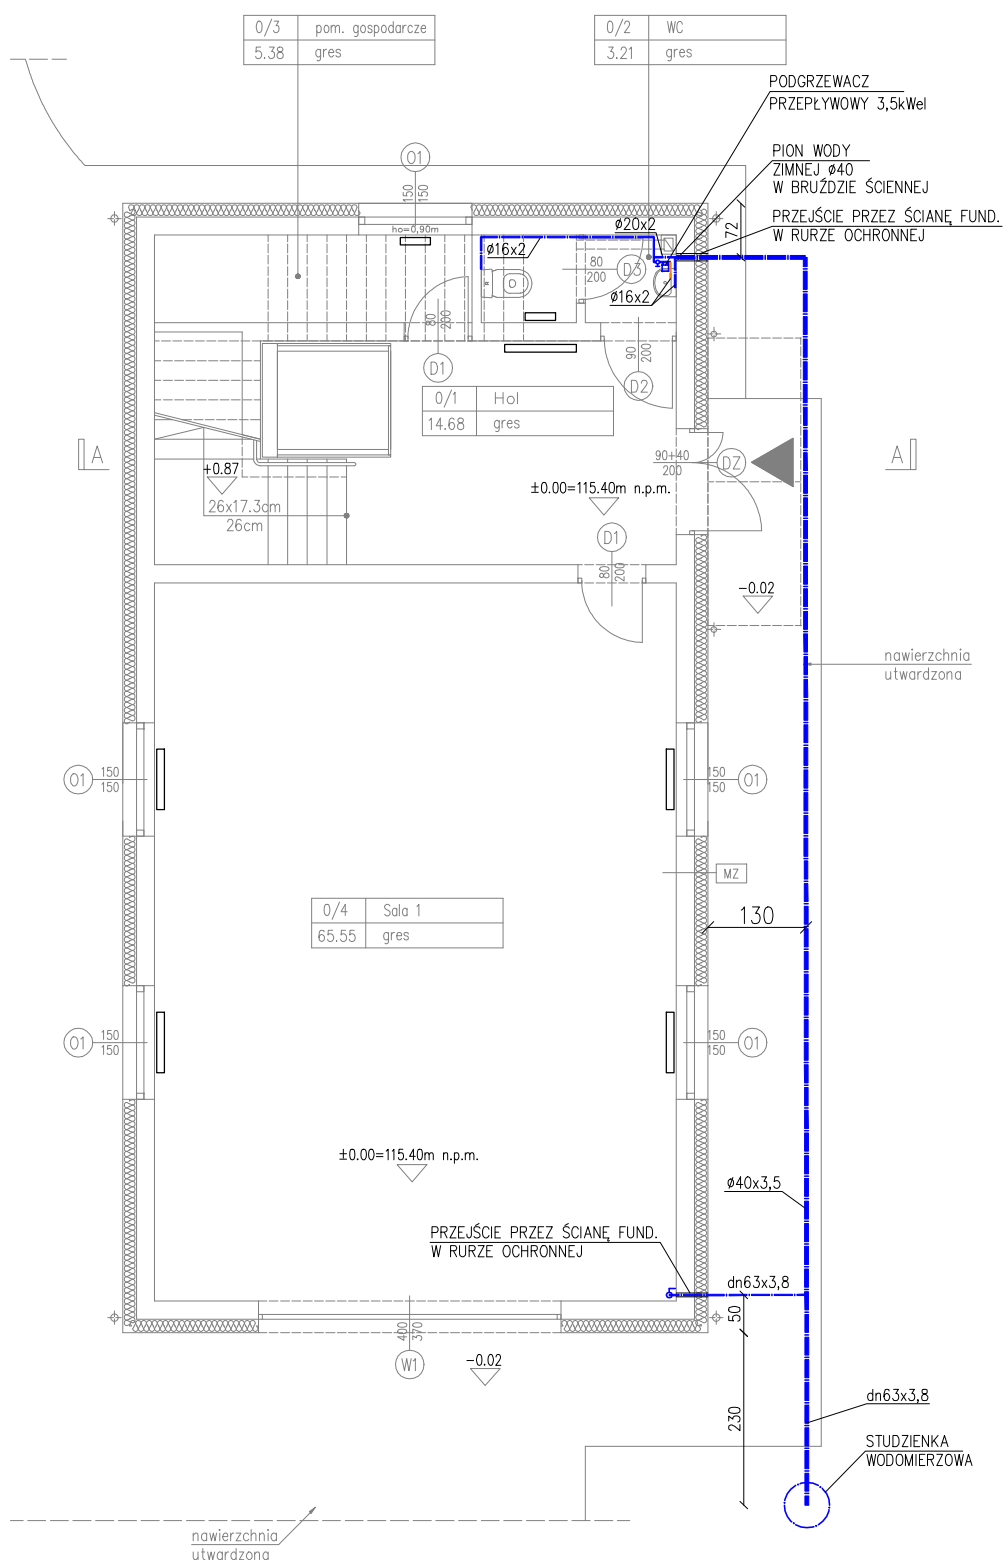 0/3 pom. gospodarcze
5.38 gres
0/2 WC
3.21 gres
PODGRZEWACZ
PRZEPŁYWOWY 3,5kWel
PION WODY
ZIMNEJ ø40
W BRUŹDZIE ŚCIENNEJ
PRZEJŚCIE PRZEZ ŚCIANĘ FUND.
W RURZE OCHRONNEJ
O1
150
150
ho=0,90m
ø20x2
72
ø16x2
80
200
D3
ø16x2
80
200
90
200
D1
D2
0/1 Hol
14.68 gres
A
A
90+40
200
DZ
+0.87
±0.00=115.40m n.p.m.
26x17.3cm
26cm
D1
80
200
-0.02
nawierzchnia
utwardzona
O1
150
150
150
150
O1
MZ
0/4 Sala 1
65.55 gres
130
O1
150
150
150
150
O1
±0.00=115.40m n.p.m.
ø40x3,5
PRZEJŚCIE PRZEZ ŚCIANĘ FUND.
W RURZE OCHRONNEJ
dn63x3,8
50
400
370
W1
-0.02
dn63x3,8
230
STUDZIENKA
WODOMIERZOWA
nawierzchnia
utwardzona